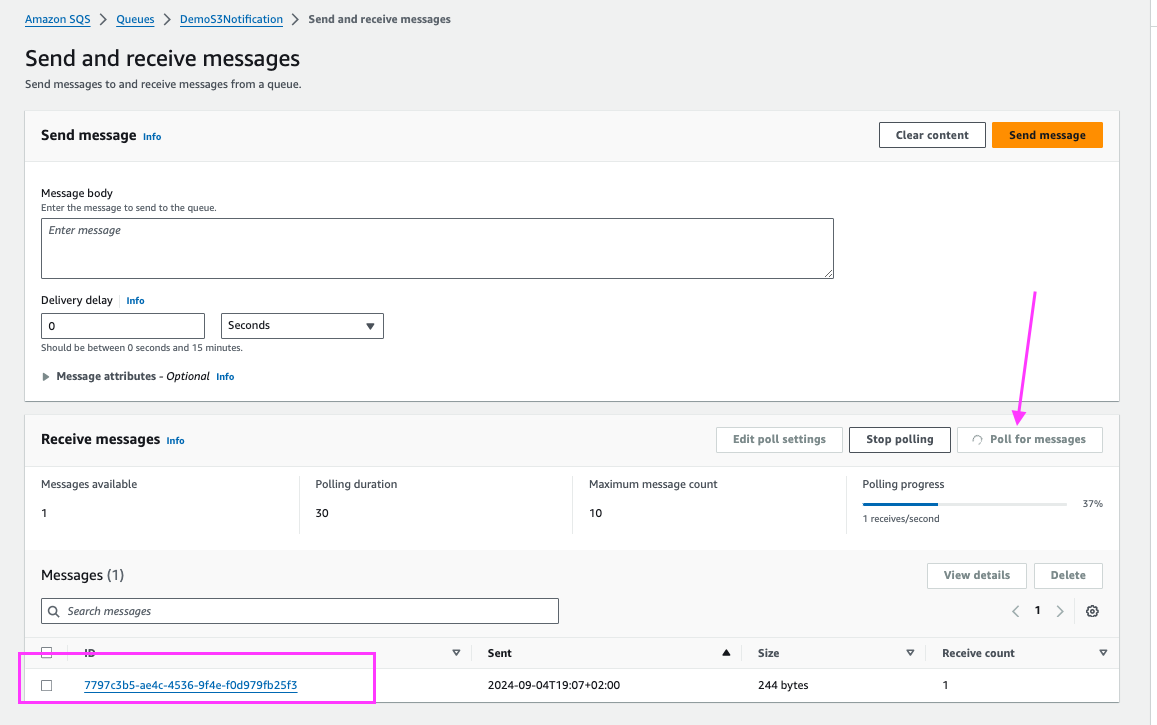 Amazon SQS > Queues > DemoS3Notification > Send and receive messages
Send and receive messages
Send messages to and receive messages from a queue.
Send message Info
Clear content
Send message
Message body
Enter the message to send to the queue.
Enter message
Delivery delay Info
0
Seconds
Should be between 0 seconds and 15 minutes.
Message attributes - Optional Info
Receive messages Info
Edit poll settings
Stop polling
Poll for messages
Messages available
1
Polling duration
30
Maximum message count
10
Polling progress
37%
1 receives/second
Messages (1)
View details
Delete
Search messages
1
ID Sent Size Receive count
7797c3b5-ae4c-4536-9f4e-f0d979fb25f3 2024-09-04T19:07+02:00 244 bytes 1